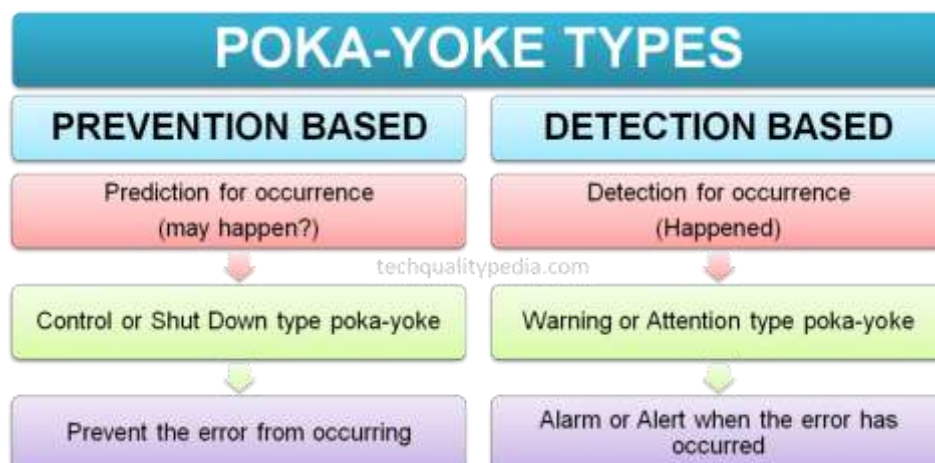 POKA-YOKE TYPES
PREVENTION BASED
Prediction for occurrence
(may happen?)
Control or Shut Down type poka-yoke
Prevent the error from occurring
DETECTION BASED
Detection for occurrence
(Happened)
Warning or Attention type poka-yoke
Alarm or Alert when the error has
occurred
techqualitypedia.com